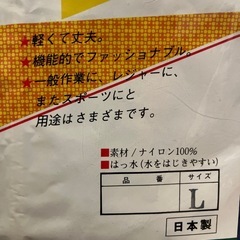 ★軽くて丈夫。
★機能的でファッショナブル。
★一般作業に、レジャーに、
またスポーツにと
用途はさまざまです。
■素材／ナイロン100%
■はっ水(水をはじきやすい)
品番 サイズ
L
日本製